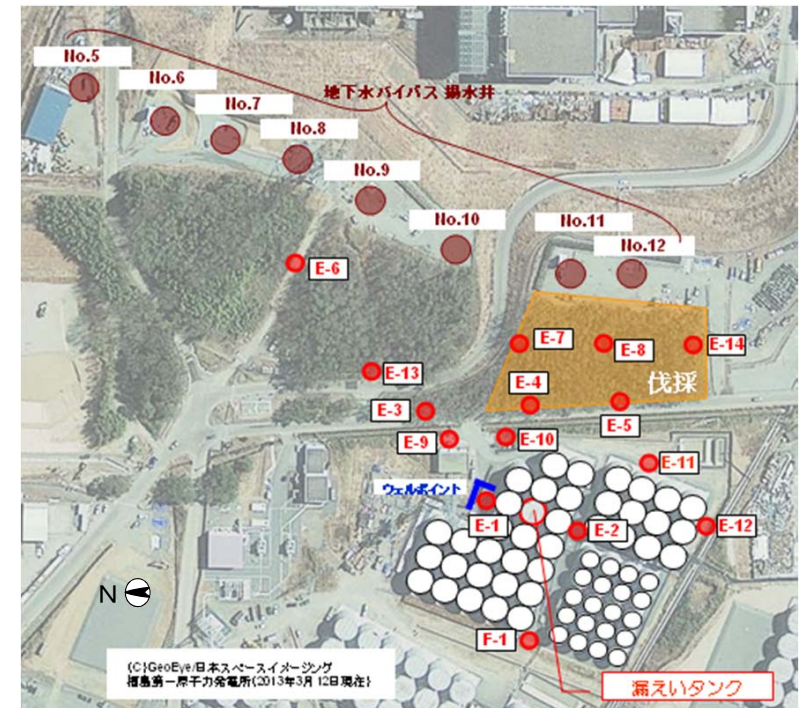 No.5
No.6
No.7
地下水バイパス 揚水井
No.8
No.9
No.10
No.11
No.12
E-6
E-7
E-8
E-14
E-13
伐採
E-4
E-3
E-5
E-9
E-10
E-11
ウェルポイント
E-1
E-2
E-12
N
F-1
(C)GeoEye/日本スペースイメージング
福島第一原子力発電所(2013年3月12日現在)
漏えいタンク